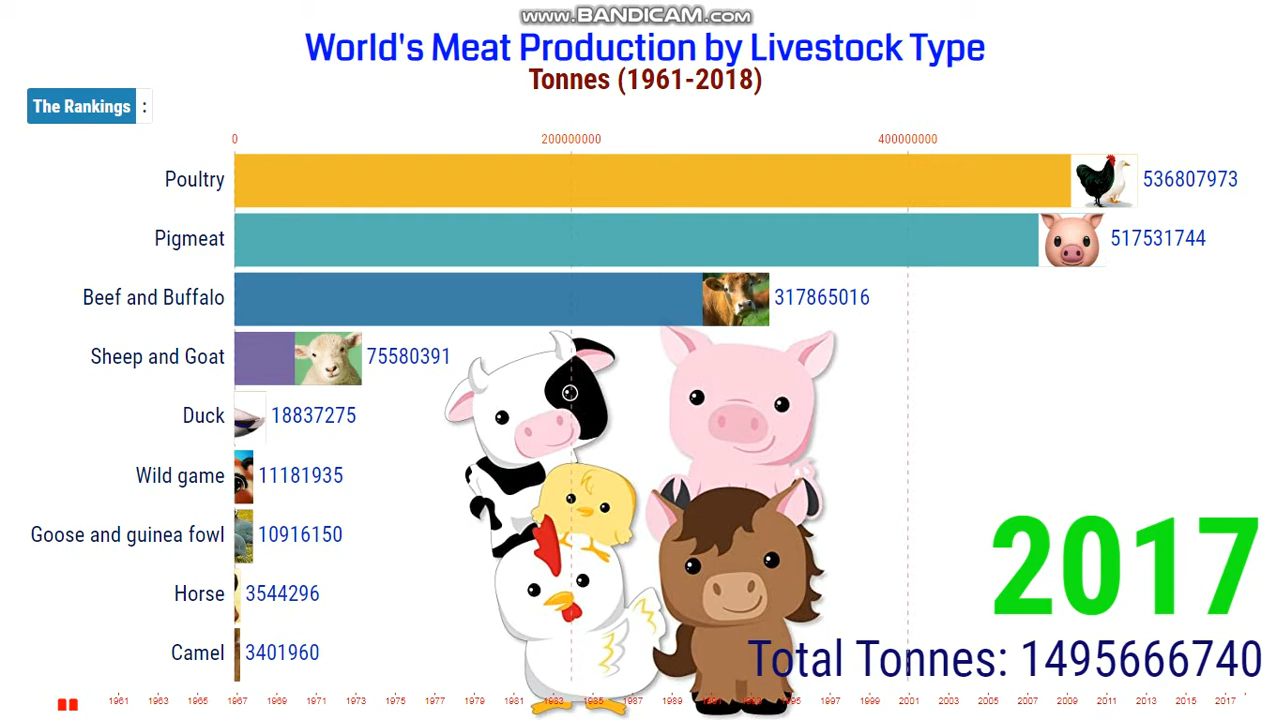 www.BANDICAM.com
World's Meat Production by Livestock Type
Tonnes (1961-2018)
The Rankings :
0 200000000 400000000
Poultry 536807973
Pigmeat 517531744
Beef and Buffalo 317865016
Sheep and Goat 75580391
Duck 18837275
Wild game 11181935
Goose and guinea fowl 10916150
Horse 3544296
Camel 3401960
2017
Total Tonnes: 1495666740
1961 1963 1965 1967 1969 1971 1973 1975 1977 1979 1981 1983 1985 1987 1989 1991 1995 1997 1999 2001 2003 2005 2007 2009 2011 2013 2015 2017